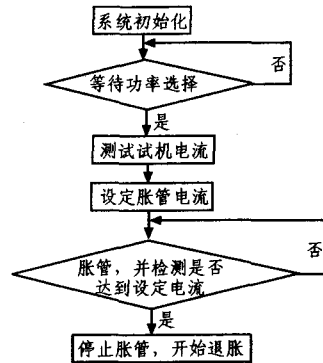 系统初始化
否
等待功率选择
是
测试试机电流
设定胀管电流
否
胀管，并检测是否
达到设定电流
是
停止胀管，开始退胀